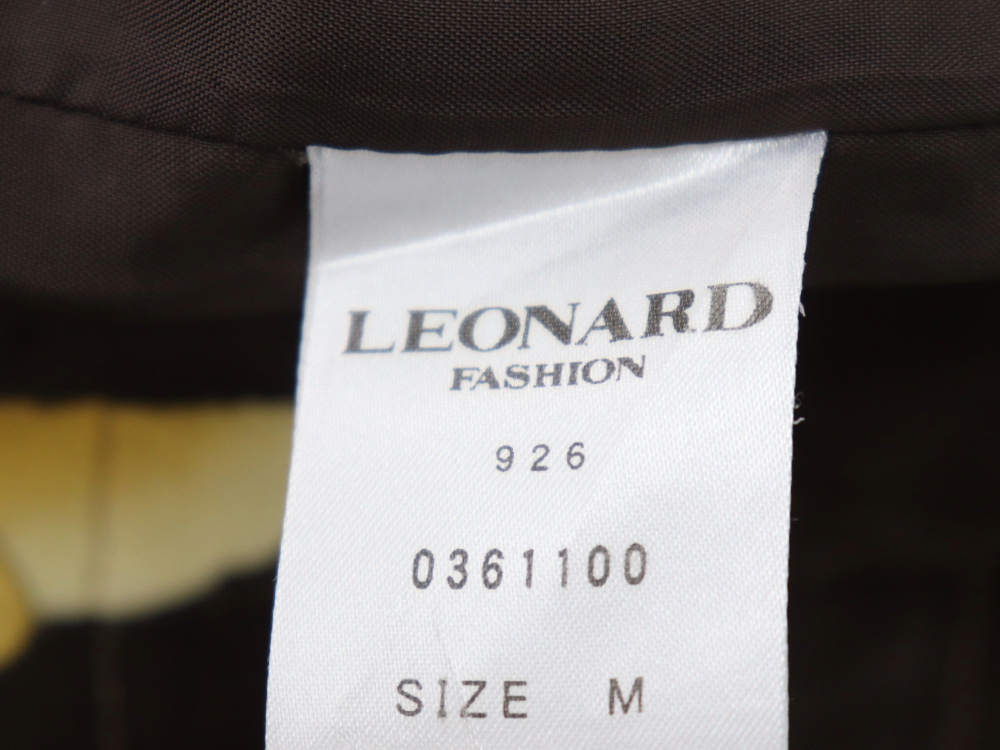 LEONARD
FASHION
926
0361100
SIZE M